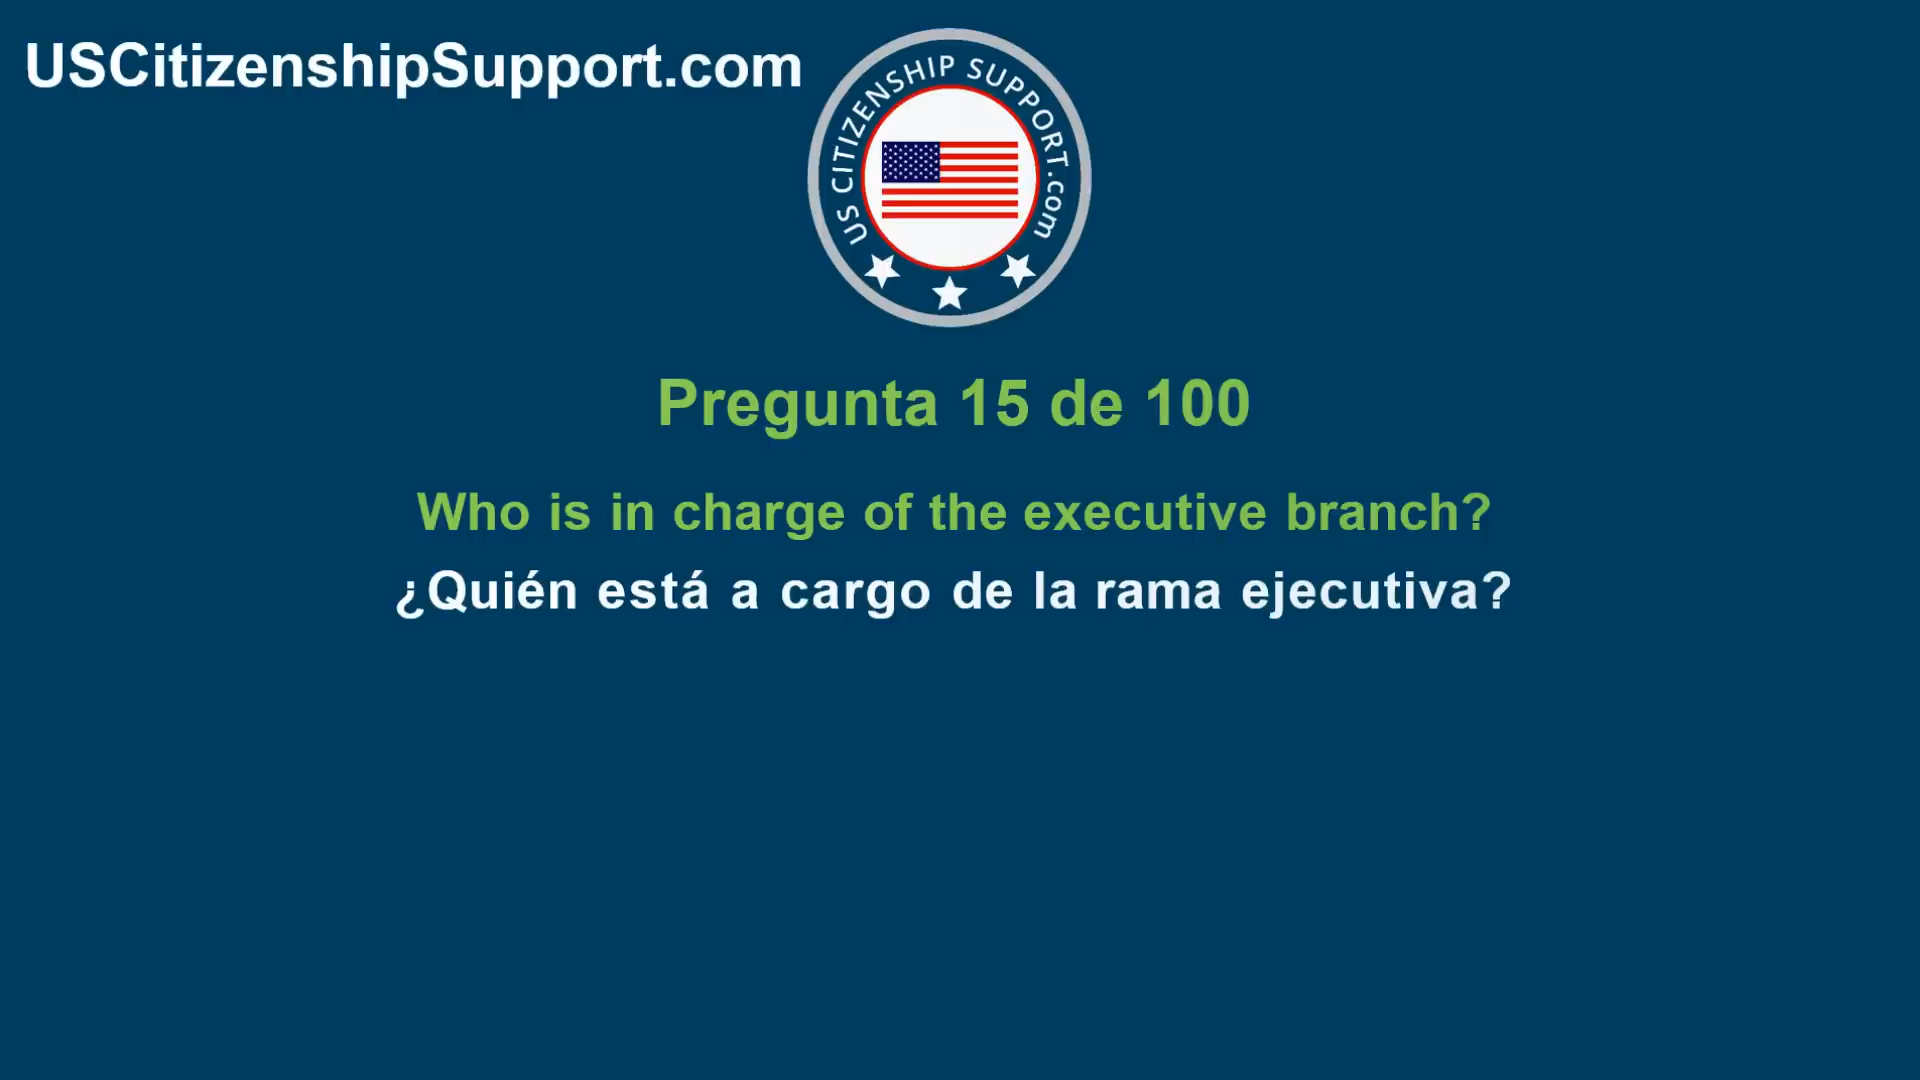 USCitizenshipSupport.com
US CITIZENSHIP SUPPORT.com
Pregunta 15 de 100
Who is in charge of the executive branch?
¿Quién está a cargo de la rama ejecutiva?